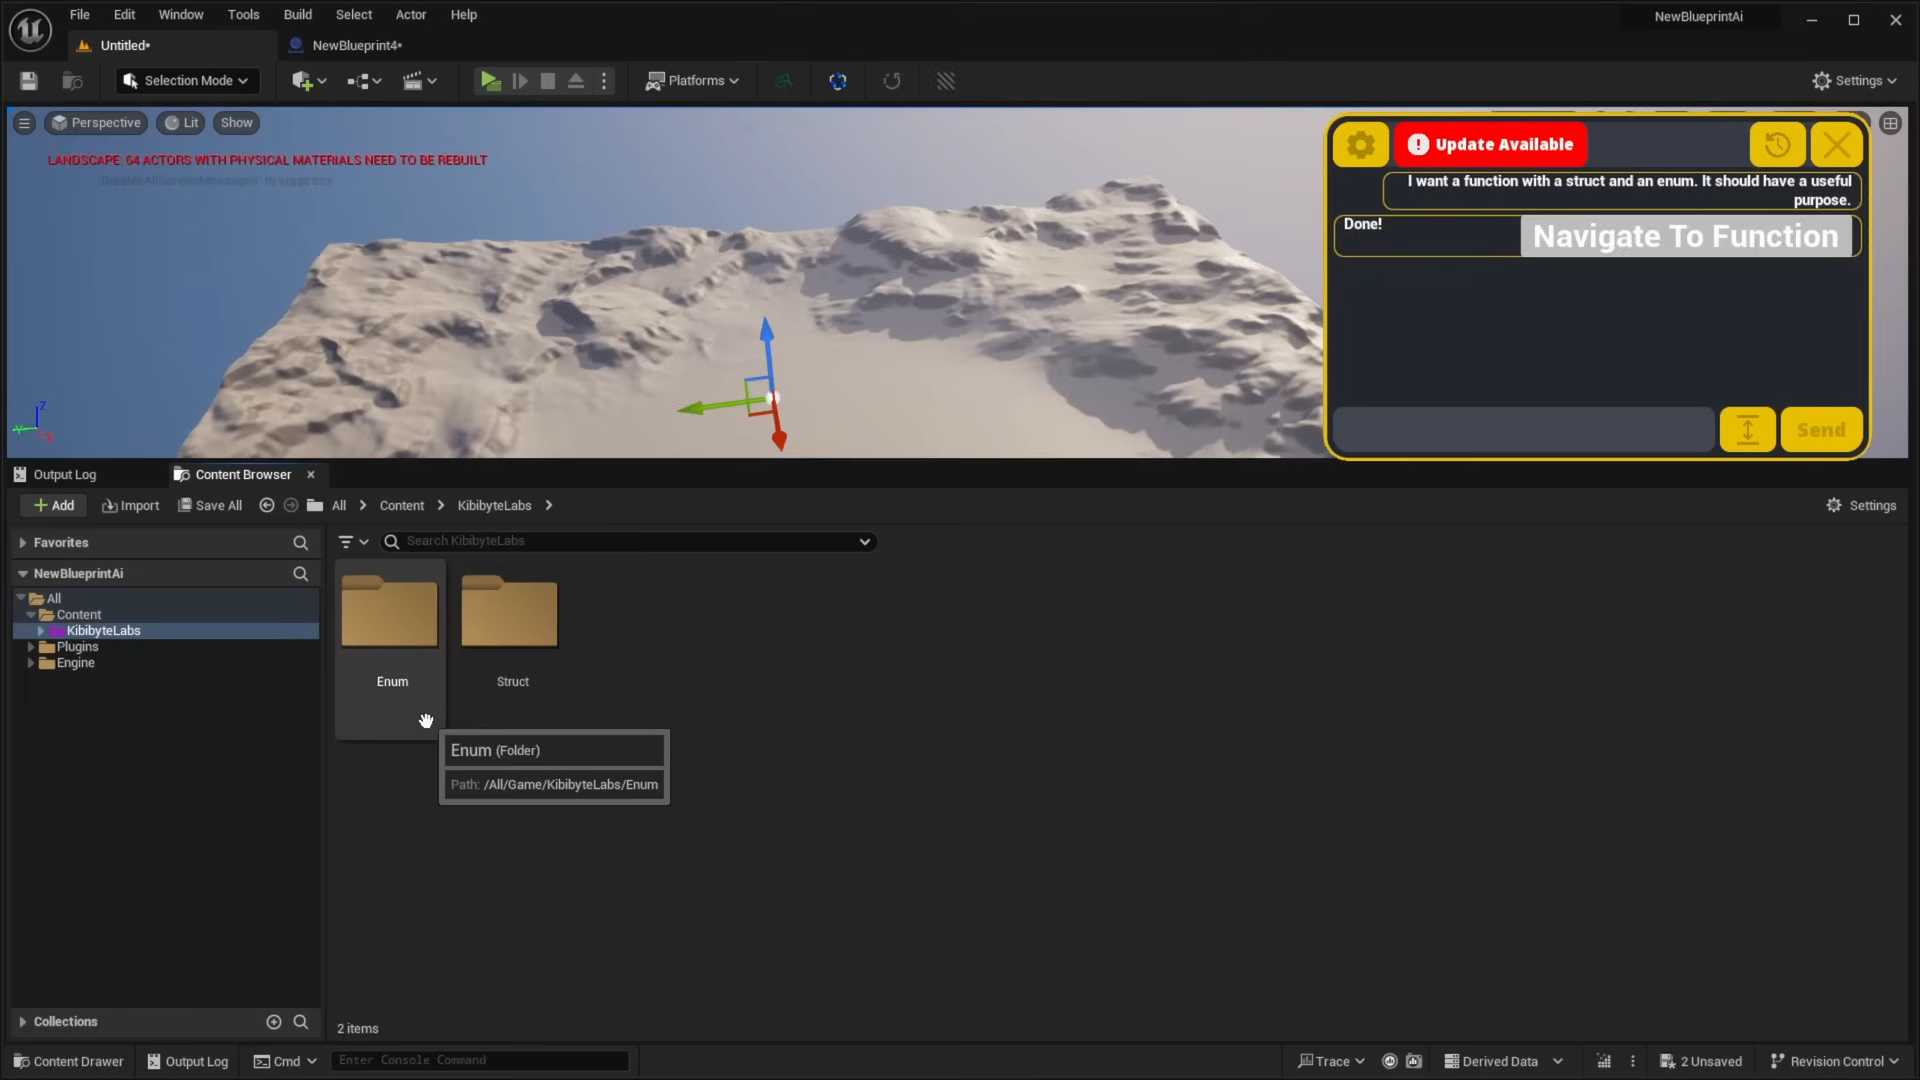 File Edit Window Tools Build Select Actor Help
NewBlueprintAi
Untitled*
NewBlueprint4*
Selection Mode
Platforms
Settings
Perspective
Lit
Show
LANDSCAPE: 64 ACTORS WITH PHYSICAL MATERIALS NEED TO BE REBUILT
'DisableAllScreenMessages' to suppress
Update Available
I want a function with a struct and an enum. It should have a useful
purpose.
Done!
Navigate To Function
Send
Z
Output Log
Content Browser
Add
Import
Save All
All
Content
KibibyteLabs
Settings
Favorites
Search KibibyteLabs
NewBlueprintAi
All
Content
KibibyteLabs
Plugins
Engine
Enum
Struct
Enum (Folder)
Path: /All/Game/KibibyteLabs/Enum
Collections
2 items
Content Drawer
Output Log
Cmd
Enter Console Command
Trace
Derived Data
2 Unsaved
Revision Control